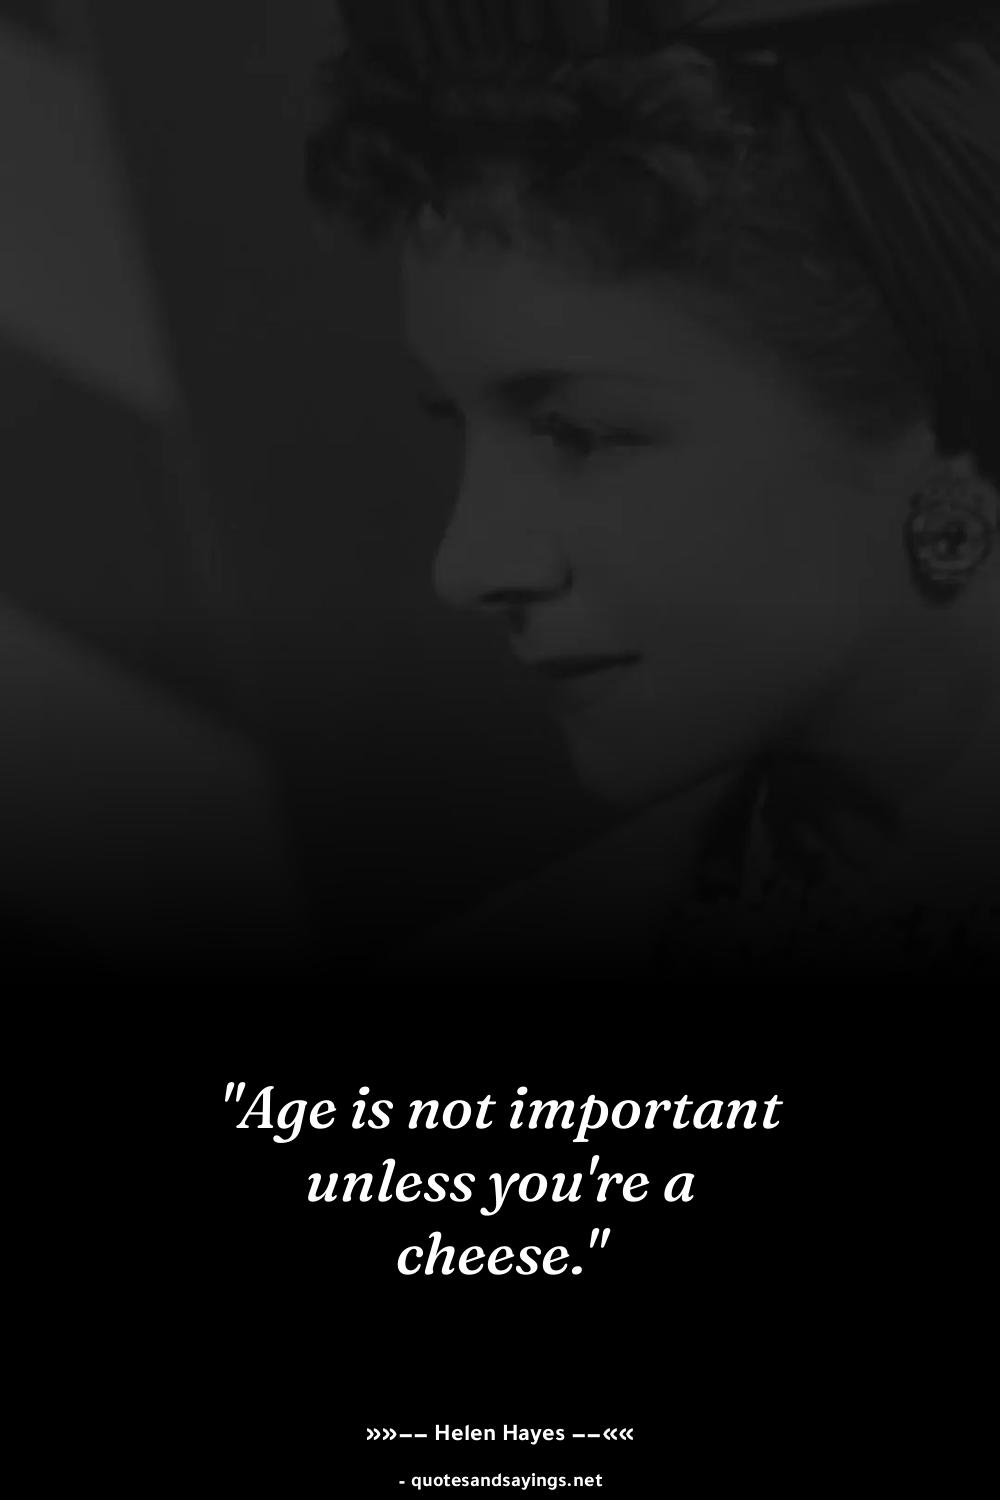 "Age is not important
unless you're a
cheese."
»»–– Helen Hayes ––««
- quotesandsayings.net